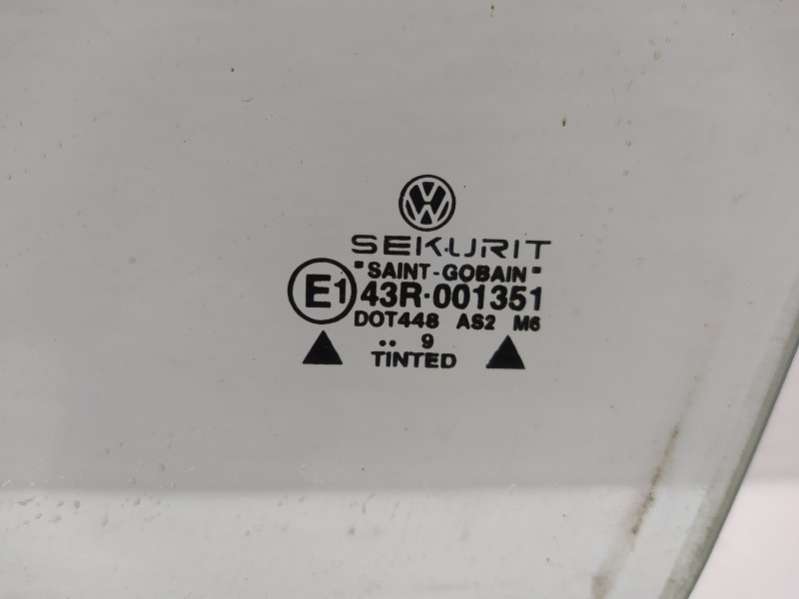 SEKURIT
"SAINT-GOBAIN"
E1 43R-001351
DOT448 AS2 M6
.. 9
TINTED